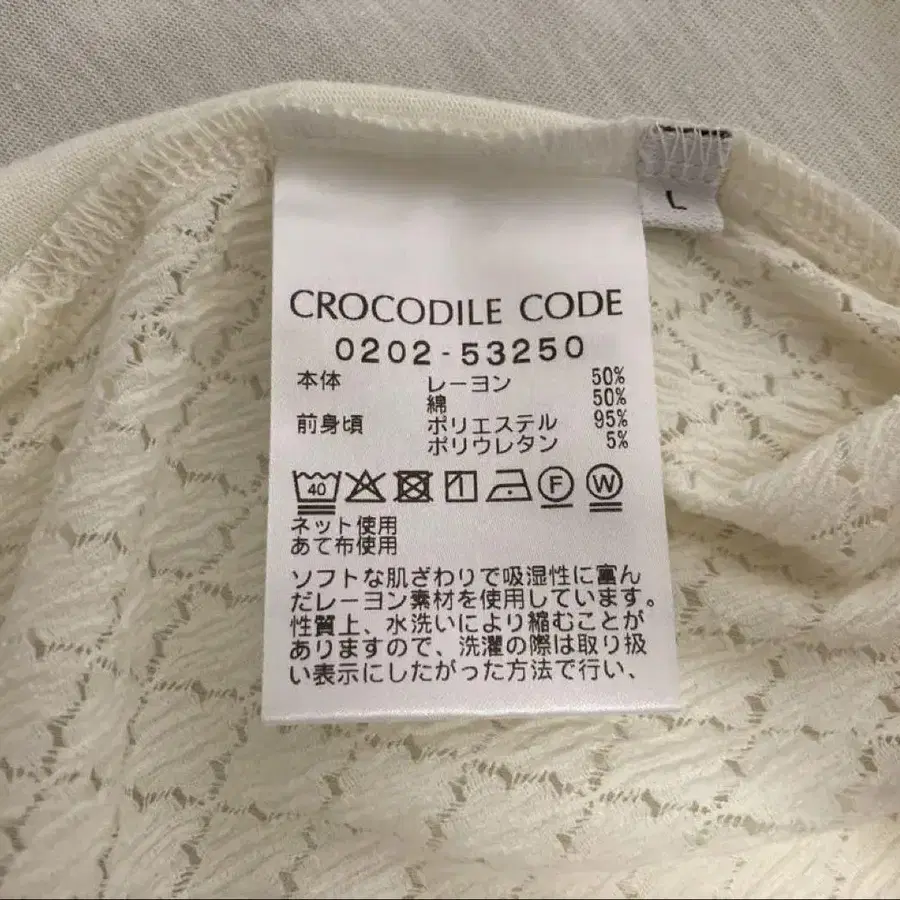 L
CROCODILE CODE
0202-53250
本体 レーヨン 50%
綿 50%
前身頃 ポリエステル 95%
ポリウレタン 5%
40 1 F W
ネット使用
あて布使用
ソフトな肌ざわりで吸湿性に富ん
だレーヨン素材を使用しています。
性質上、水洗いにより縮むことが
ありますので、洗濯の際は取り扱
い表示にしたがった方法で行い、